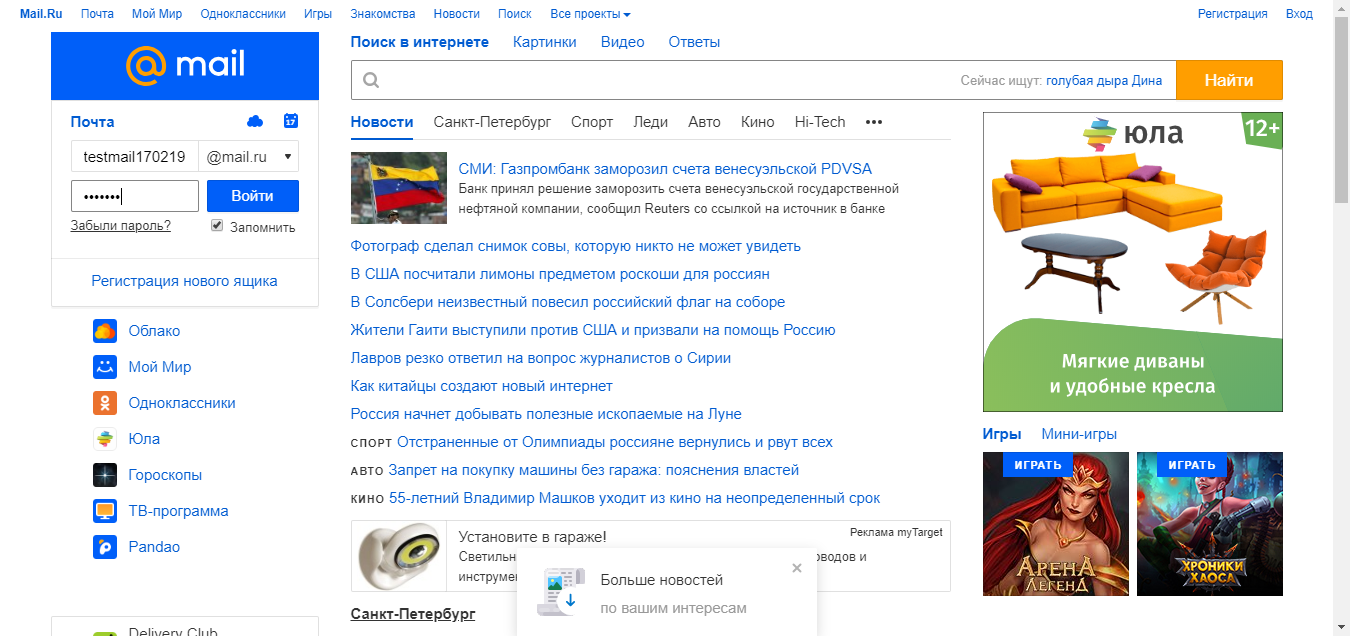 Mail.Ru Почта Мой Мир Одноклассники Игры Знакомства Новости Поиск Все проекты Регистрация Вход
@mail
Почта 17
testmail170219 @mail.ru
••••••• Войти
Забыли пароль? Запомнить
Регистрация нового ящика
Облако
Мой Мир
Одноклассники
Юла
Гороскопы
ТВ-программа
Pandao
Delivery Club
Поиск в интернете Картинки Видео Ответы
Сейчас ищут: голубая дыра Дина Найти
Новости Санкт-Петербург Спорт Леди Авто Кино Hi-Tech •••
СМИ: Газпромбанк заморозил счета венесуэльской PDVSA
Банк принял решение заморозить счета венесуэльской государственной
нефтяной компании, сообщил Reuters со ссылкой на источник в банке
Фотограф сделал снимок совы, которую никто не может увидеть
В США посчитали лимоны предметом роскоши для россиян
В Солсбери неизвестный повесил российский флаг на соборе
Жители Гаити выступили против США и призвали на помощь Россию
Лавров резко ответил на вопрос журналистов о Сирии
Как китайцы создают новый интернет
Россия начнет добывать полезные ископаемые на Луне
СПОРТ Отстраненные от Олимпиады россияне вернулись и рвут всех
АВТО Запрет на покупку машины без гаража: пояснения властей
КИНО 55-летний Владимир Машков уходит из кино на неопределенный срок
Установите в гараже! Реклама myTarget
Больше новостей
по вашим интересам
Санкт-Петербург
юла 12+
Мягкие диваны
и удобные кресла
Игры Мини-игры
ИГРАТЬ ИГРАТЬ
АРЕНА ЛЕГЕНД
ХРОНИКИ ХАОСА